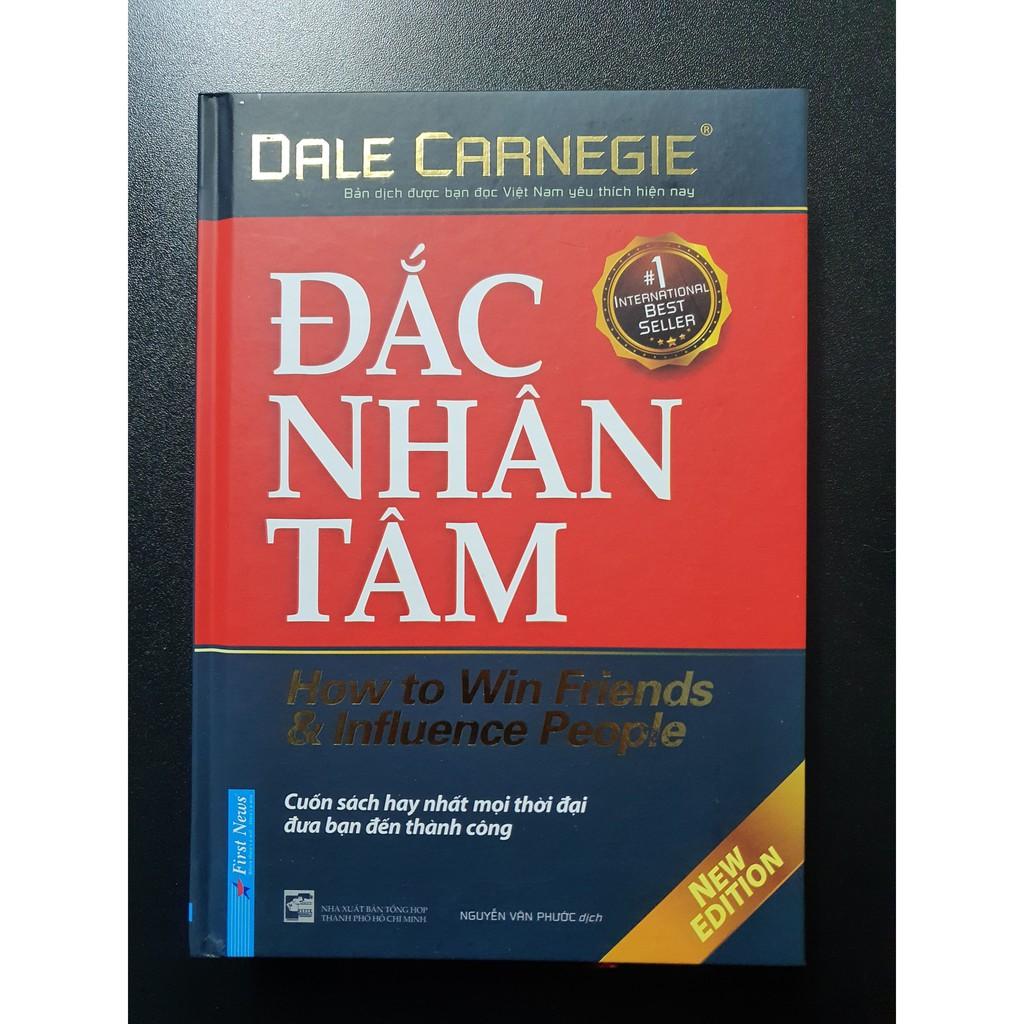 DALE CARNEGIE®
Bản dịch được bạn đọc Việt Nam yêu thích hiện nay
ĐẮC
NHÂN
TÂM
#1
INTERNATIONAL
BEST
SELLER
How to Win Friends
& Influence People
Cuốn sách hay nhất mọi thời đại
đưa bạn đến thành công
First News
NHÀ XUẤT BẢN TỔNG HỢP
THÀNH PHỐ HỒ CHÍ MINH
NGUYỄN VĂN PHƯỚC dịch
NEW
EDITION